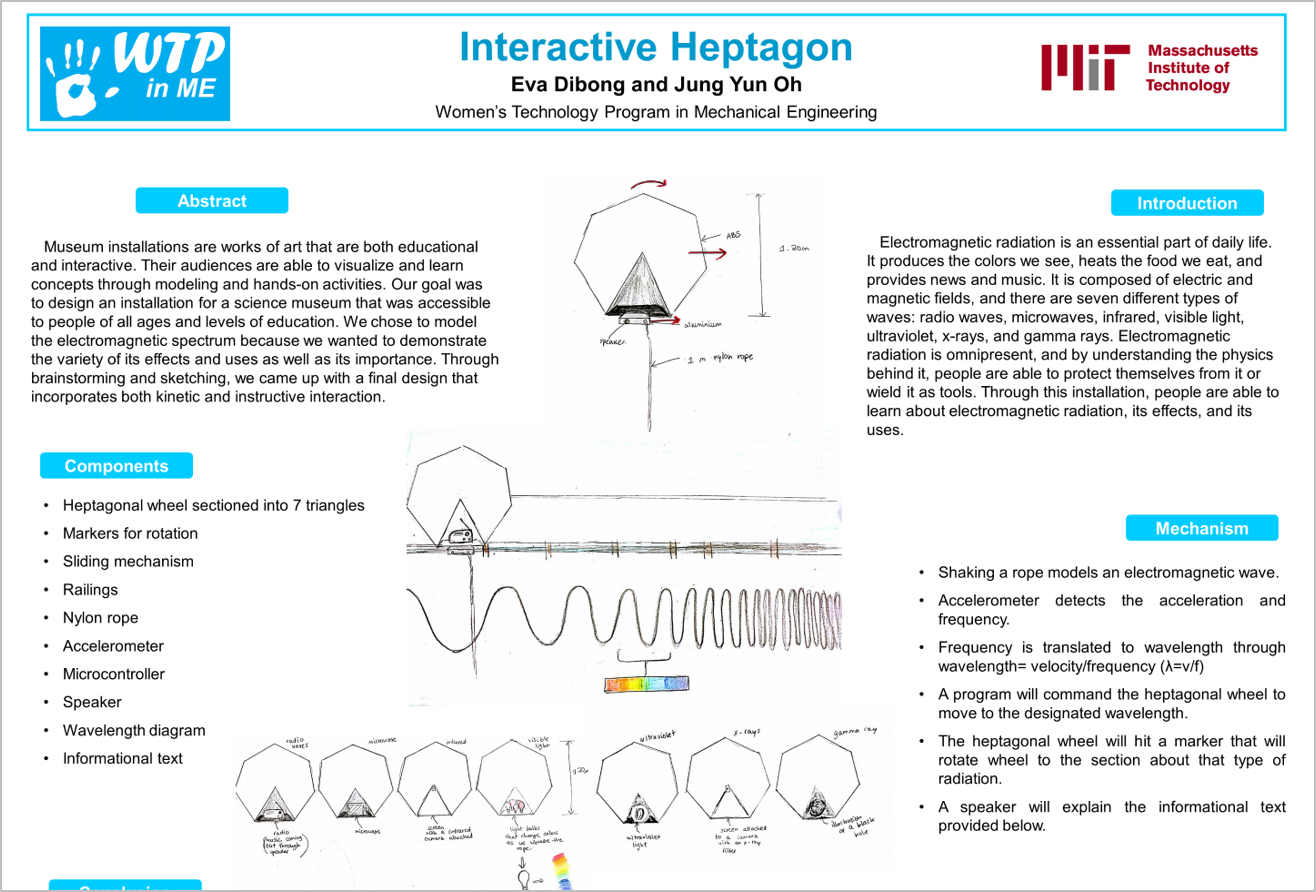 WTP
in ME
Interactive Heptagon
Eva Dibong and Jung Yun Oh
Women's Technology Program in Mechanical Engineering
MIT
Massachusetts
Institute of
Technology
Abstract
Museum installations are works of art that are both educational
and interactive. Their audiences are able to visualize and learn
concepts through modeling and hands-on activities. Our goal was
to design an installation for a science museum that was accessible
to people of all ages and levels of education. We chose to model
the electromagnetic spectrum because we wanted to demonstrate
the variety of its effects and uses as well as its importance. Through
brainstorming and sketching, we came up with a final design that
incorporates both kinetic and instructive interaction.
ABS
1.20m
aluminium
speaker
1 m nylon rope
Introduction
Electromagnetic radiation is an essential part of daily life.
It produces the colors we see, heats the food we eat, and
provides news and music. It is composed of electric and
magnetic fields, and there are seven different types of
waves: radio waves, microwaves, infrared, visible light,
ultraviolet, x-rays, and gamma rays. Electromagnetic
radiation is omnipresent, and by understanding the physics
behind it, people are able to protect themselves from it or
wield it as tools. Through this installation, people are able to
learn about electromagnetic radiation, its effects, and its
uses.
Components
• Heptagonal wheel sectioned into 7 triangles
• Markers for rotation
• Sliding mechanism
• Railings
• Nylon rope
• Accelerometer
• Microcontroller
• Speaker
• Wavelength diagram
• Informational text
Mechanism
• Shaking a rope models an electromagnetic wave.
• Accelerometer detects the acceleration and
frequency.
• Frequency is translated to wavelength through
wavelength= velocity/frequency (λ=v/f)
• A program will command the heptagonal wheel to
move to the designated wavelength.
• The heptagonal wheel will hit a marker that will
rotate wheel to the section about that type of
radiation.
• A speaker will explain the informational text
provided below.
radio
waves
microwave
infrared
visible
light
ultraviolet
x-rays
gamma ray
radio
(music coming
out through
speaker)
microwave
screen
with a infrared
camera attached
light bulbs
that change colors
as we vibrate the
rope.
ultraviolet
light
screen attached
to a camera
with an x-ray
filter
illustration
of a black
hole
Conclusion